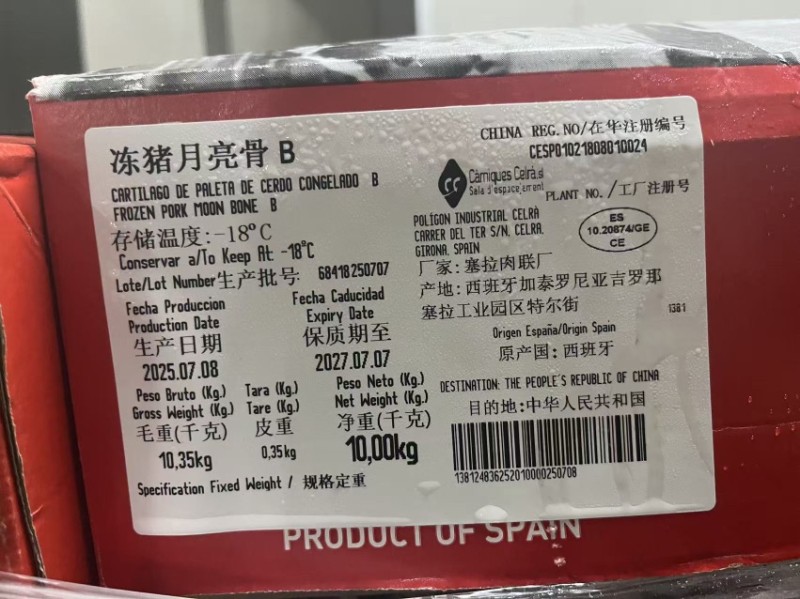 冻猪月亮骨 B
CARTILAGO DE PALETA DE CERDO CONGELADO B
FROZEN PORK MOON BONE B
存储温度:-18ºC
Conservar a/To Keep At -18ºC
Lote/Lot Number生产批号 68418250707
Fecha Produccion
Production Date
生产日期
2025.07.08
Fecha Caducidad
Expiry Date
保质期至
2027.07.07
Peso Bruto (Kg.)
Gross Weight (Kg.)
毛重(千克)
10,35kg
Tara (Kg.)
Tare (Kg.)
皮重
0,35kg
Peso Neto (Kg.)
Net Weight (Kg.)
净重(千克)
10,00kg
Specification Fixed Weight / 规格定重
CHINA REG.NO/在华注册编号
CESP01021808010024
CC
Càrniques Celrà,sl
PLANT NO./工厂注册号
ES
10.20874/GE
CE
POLÍGON INDUSTRIAL CELRÀ
CARRER DEL TER S/N. CELRA.
GIRONA. SPAIN
厂家:塞拉肉联厂
产地:西班牙加泰罗尼亚吉罗那
塞拉工业园区特尔街
1381
Origen España/Origin Spain
原产国:西班牙
DESTINATION: THE PEOPLE'S REPUBLIC OF CHINA
目的地:中华人民共和国
13812483625201000250708
PRODUCT OF SPAIN